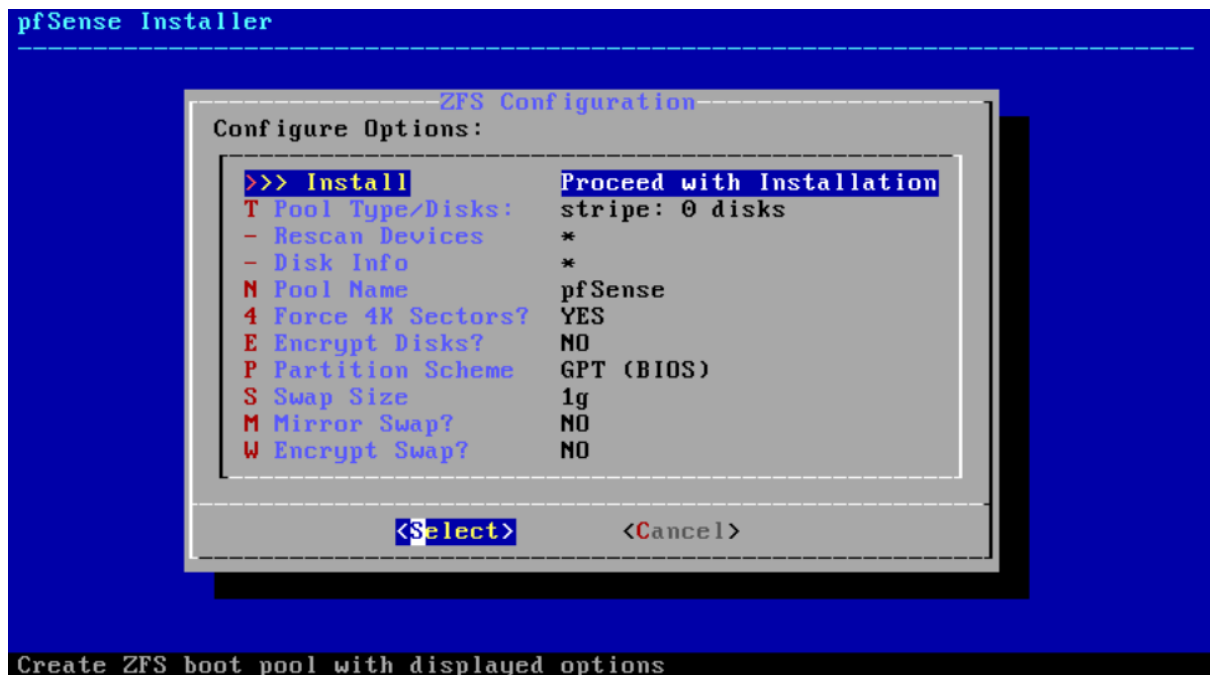 pfSense Installer
ZFS Configuration
Configure Options:
>>> Install Proceed with Installation
T Pool Type/Disks: stripe: 0 disks
- Rescan Devices *
- Disk Info *
N Pool Name pfSense
4 Force 4K Sectors? YES
E Encrypt Disks? NO
P Partition Scheme GPT (BIOS)
S Swap Size 1g
M Mirror Swap? NO
W Encrypt Swap? NO
<Select> <Cancel>
Create ZFS boot pool with displayed options